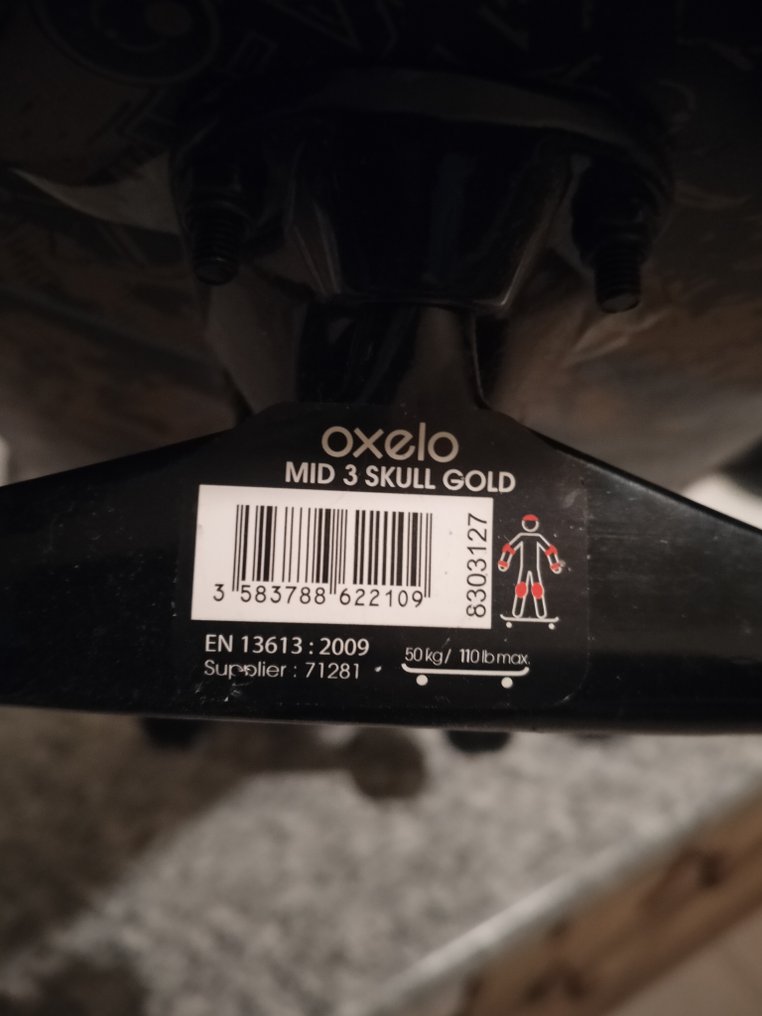 oxelo
MID 3 SKULL GOLD
3 583788 622109
8303127
EN 13613 : 2009
Supplier : 71281
50 kg / 110 lb max.